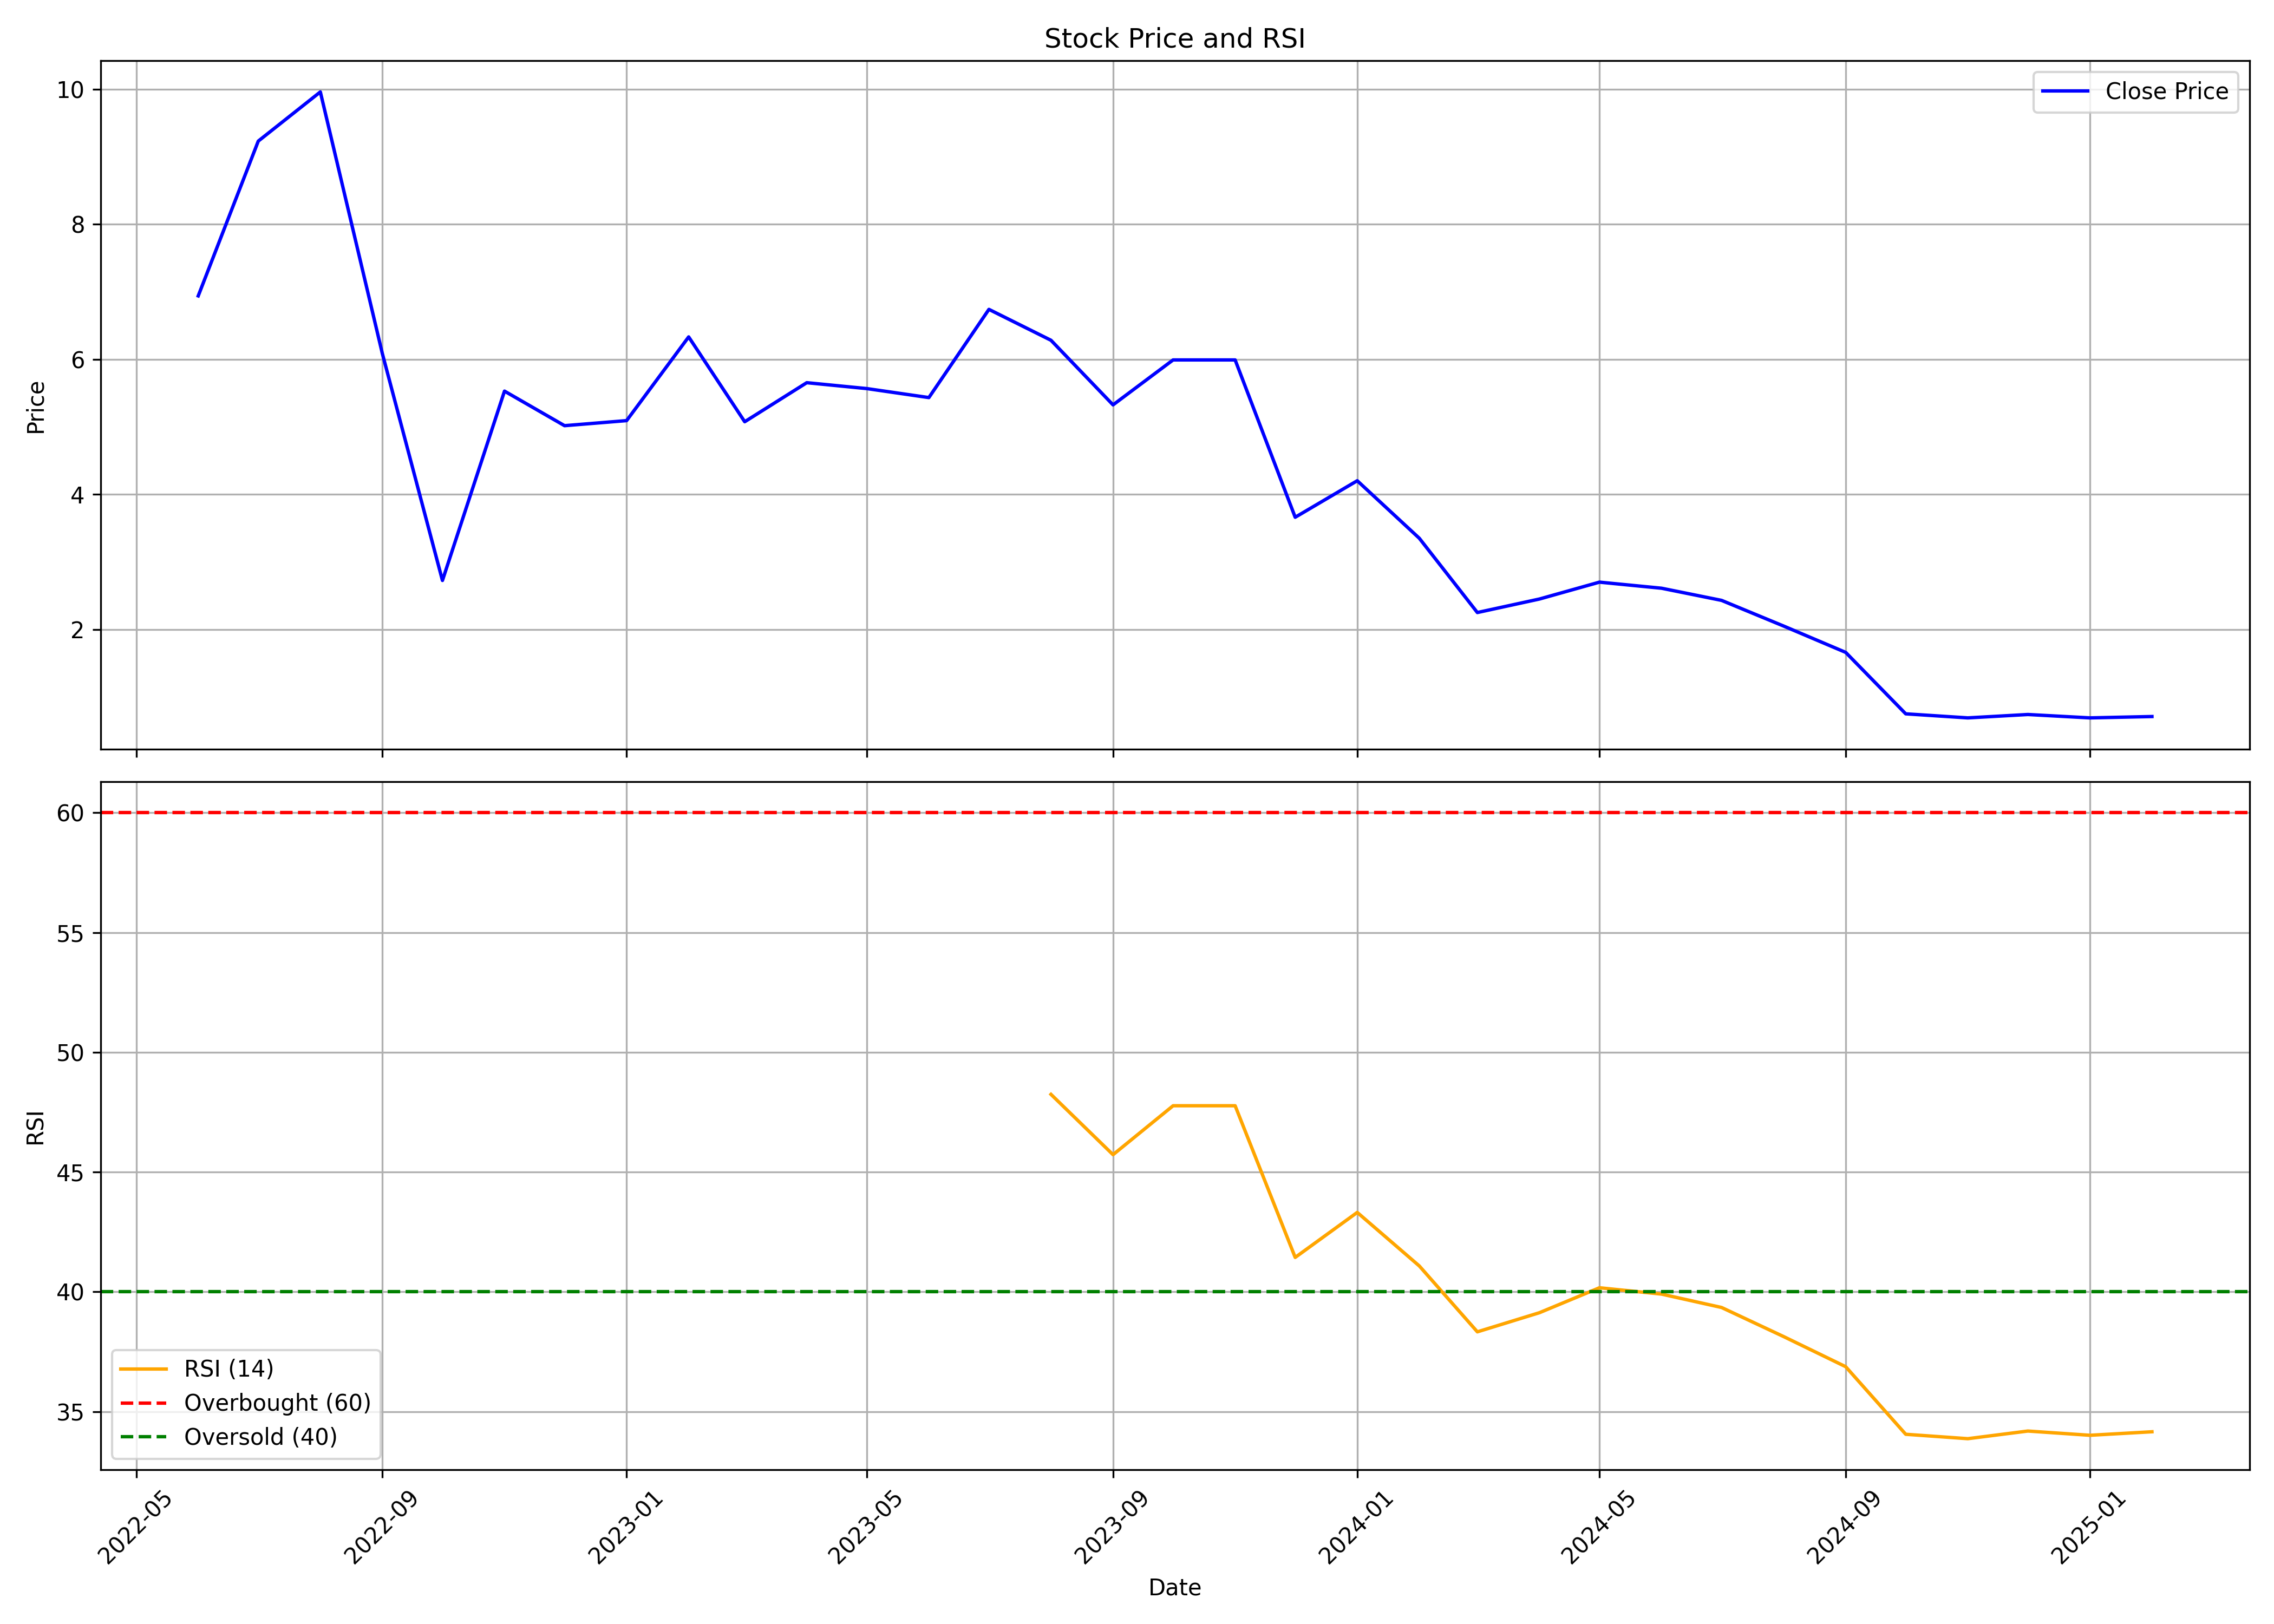 Stock Price and RSI
10
8
6
4
2
Price
Close Price
60
55
50
45
40
35
RSI
RSI (14)
Overbought (60)
Oversold (40)
2022-05
2022-09
2023-01
2023-05
2023-09
2024-01
2024-05
2024-09
2025-01
Date